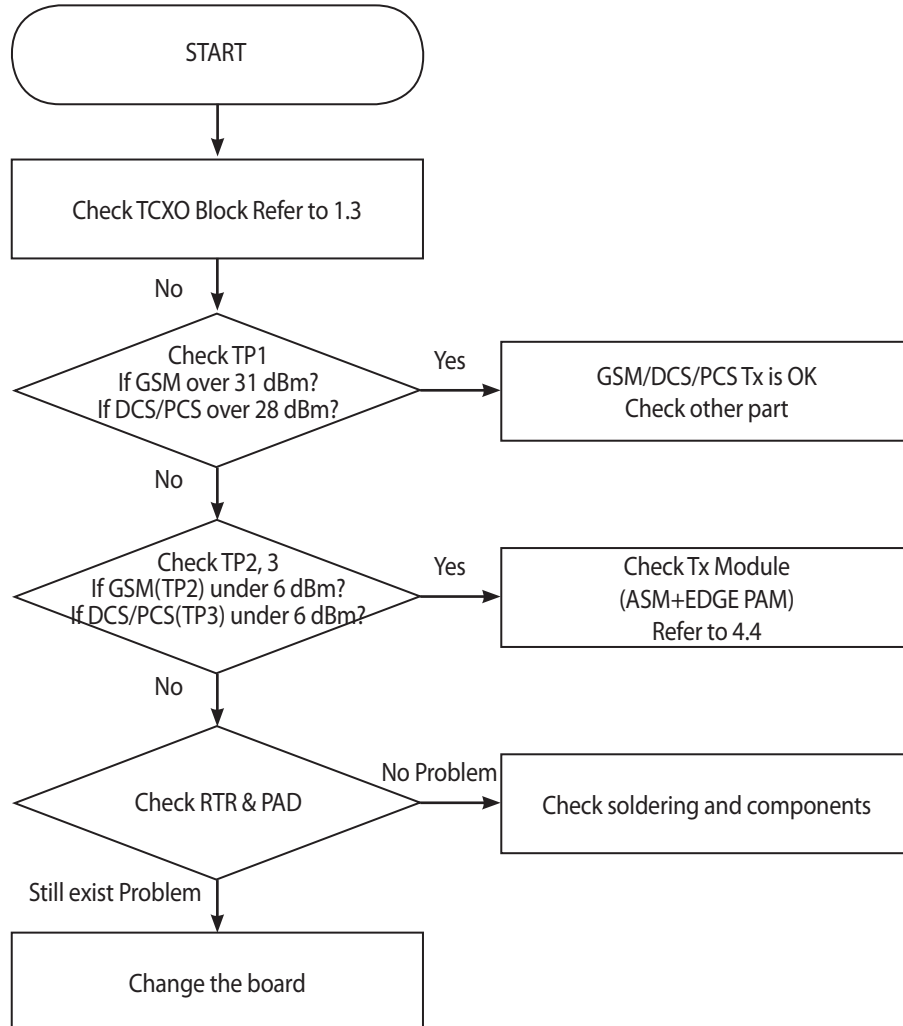 START
Check TCXO Block Refer to 1.3
No
Check TP1
If GSM over 31 dBm?
If DCS/PCS over 28 dBm?
Yes
GSM/DCS/PCS Tx is OK
Check other part
No
Check TP2, 3
If GSM(TP2) under 6 dBm?
If DCS/PCS(TP3) under 6 dBm?
Yes
Check Tx Module
(ASM+EDGE PAM)
Refer to 4.4
No
Check RTR & PAD
No Problem
Check soldering and components
Still exist Problem
Change the board